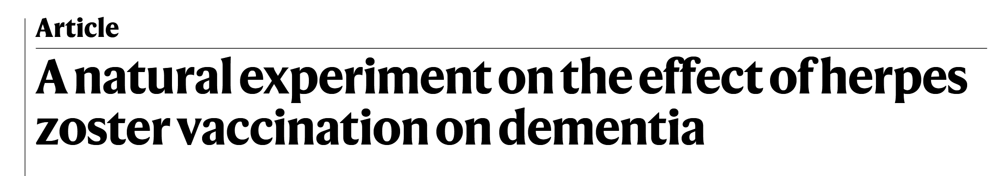 Article
A natural experiment on the effect of herpes
zoster vaccination on dementia